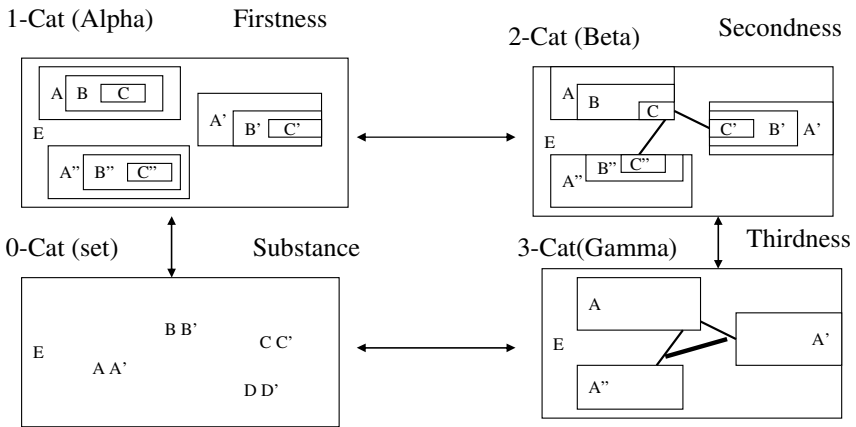 1-Cat (Alpha) Firstness
A B C
A’ B’ C’
E
A” B” C”
2-Cat (Beta) Secondness
A B C
C’ B’ A’
E
B” C”
A”
0-Cat (set) Substance
B B’
C C’
E
A A’
D D’
3-Cat(Gamma) Thirdness
A
E
A’
A”